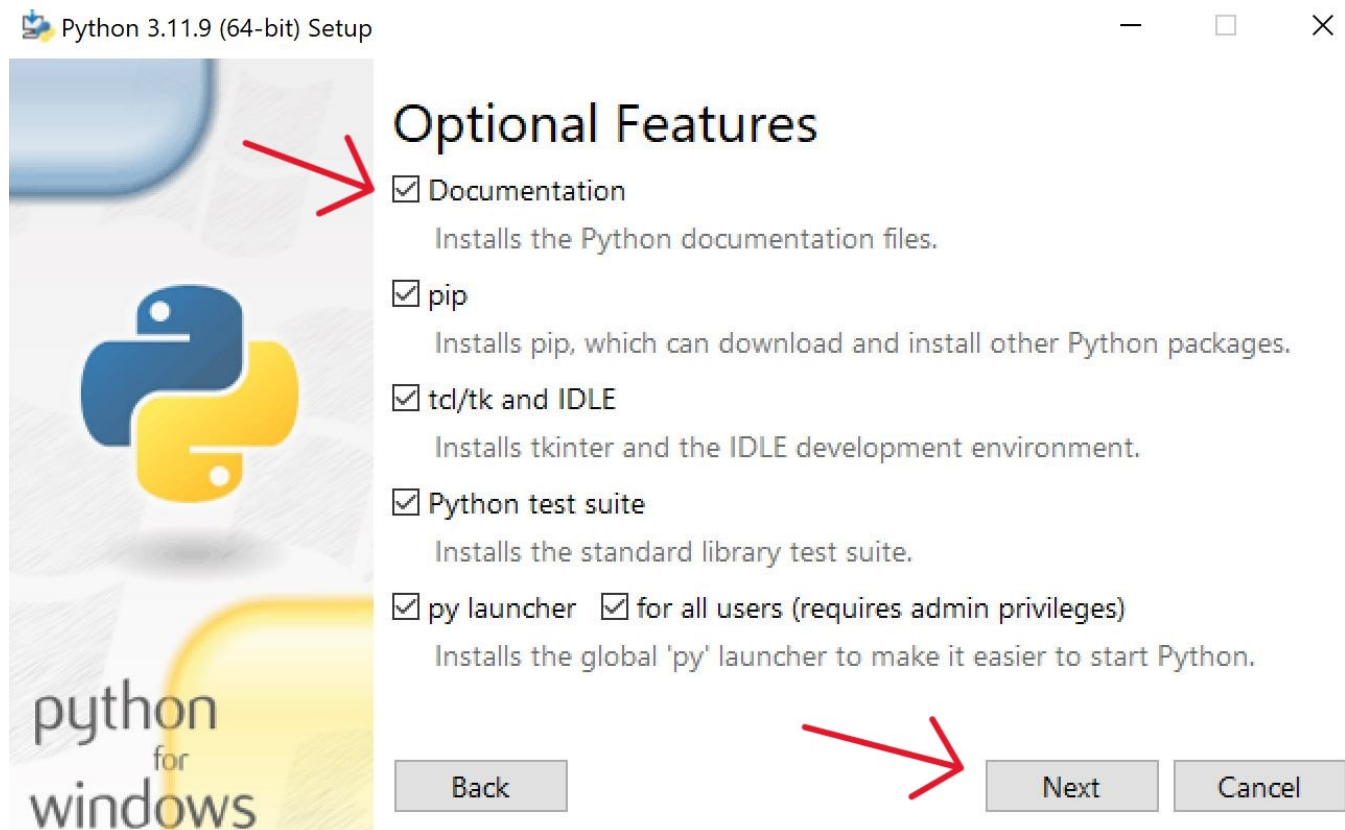 Python 3.11.9 (64-bit) Setup
Optional Features
Documentation
Installs the Python documentation files.
pip
Installs pip, which can download and install other Python packages.
tcl/tk and IDLE
Installs tkinter and the IDLE development environment.
Python test suite
Installs the standard library test suite.
py launcher for all users (requires admin privileges)
Installs the global 'py' launcher to make it easier to start Python.
python
for
windows
Back Next Cancel